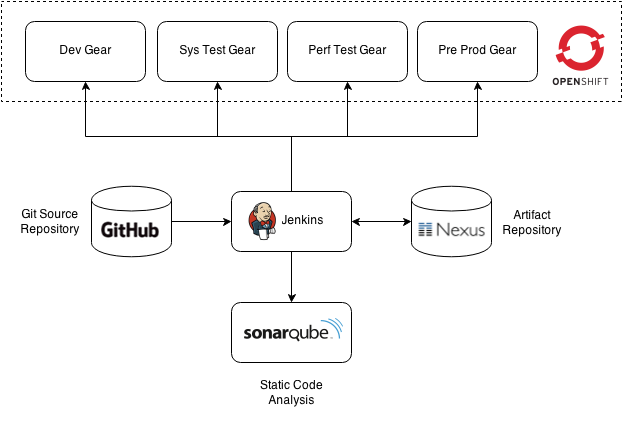 Dev Gear
Sys Test Gear
Perf Test Gear
Pre Prod Gear
OPENSHIFT
Git Source
Repository
GitHub
Jenkins
Nexus
Artifact
Repository
sonarqube
Static Code
Analysis